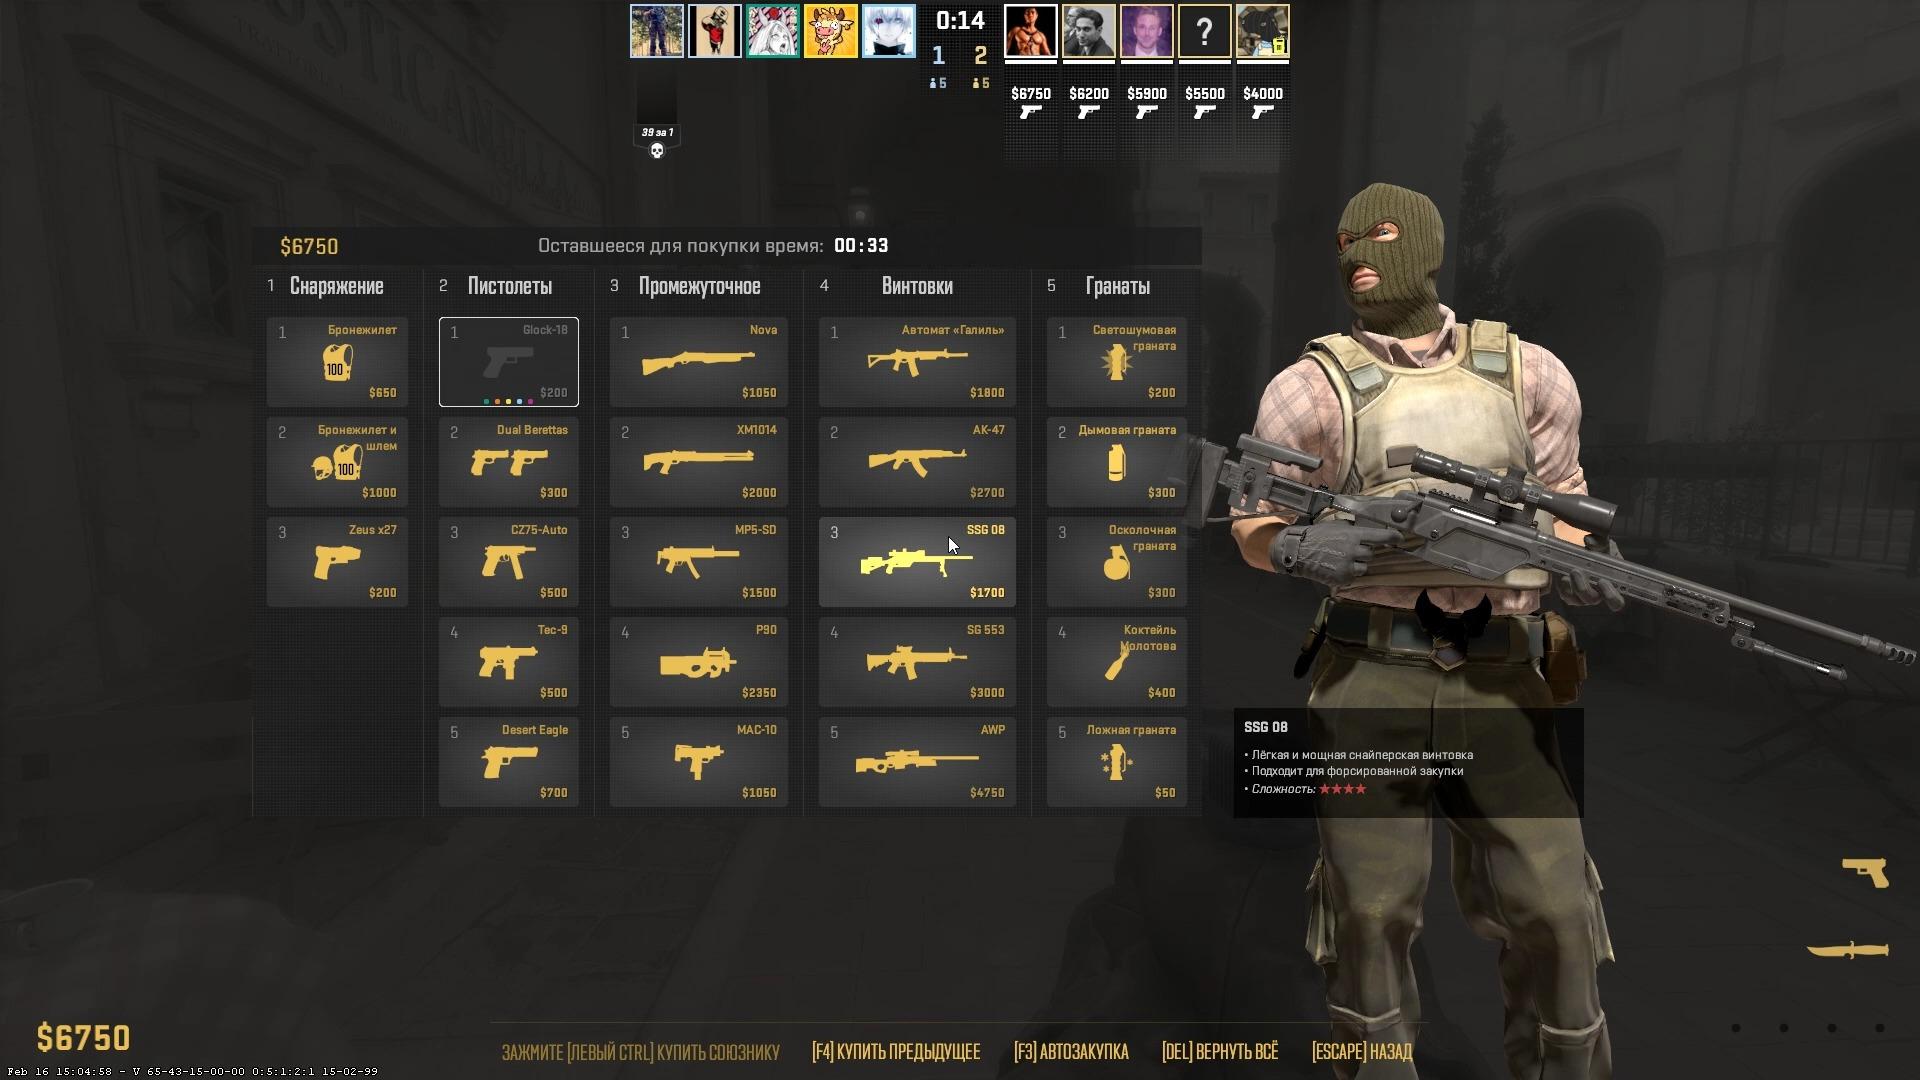 0:14
1 2
5 5
$6750 $6200 $5900 $5500 $4000
39 за 1
?
$6750
Оставшееся для покупки время: 00:33
1 Снаряжение
1 Бронежилет
100
$650
2 Бронежилет и
шлем
100
$1000
3 Zeus x27
$200
2 Пистолеты
1 Glock-18
$200
2 Dual Berettas
$300
3 CZ75-Auto
$500
4 Tec-9
$500
5 Desert Eagle
$700
3 Промежуточное
1 Nova
$1050
2 XM1014
$2000
3 MP5-SD
$1500
4 P90
$2350
5 MAC-10
$1050
4 Винтовки
1 Автомат «Галиль»
$1800
2 AK-47
$2700
3 SSG 08
$1700
4 SG 553
$3000
5 AWP
$4750
5 Гранаты
1 Светошумовая
граната
$200
2 Дымовая граната
$300
3 Осколочная
граната
$300
4 Коктейль
Молотова
$400
5 Ложная граната
$50
SSG 08
• Лёгкая и мощная снайперская винтовка
• Подходит для форсированной закупки
• Сложность: ★★★★
$6750
ЗАЖМИТЕ [ЛЕВЫЙ CTRL] КУПИТЬ СОЮЗНИКУ [F4] КУПИТЬ ПРЕДЫДУЩЕЕ [F3] АВТОЗАКУПКА [DEL] ВЕРНУТЬ ВСЁ [ESCAPE] НАЗАД
Feb 16 15:04:58 - V 65-43-15-00-00 0:5:1:2:1 15-02-99